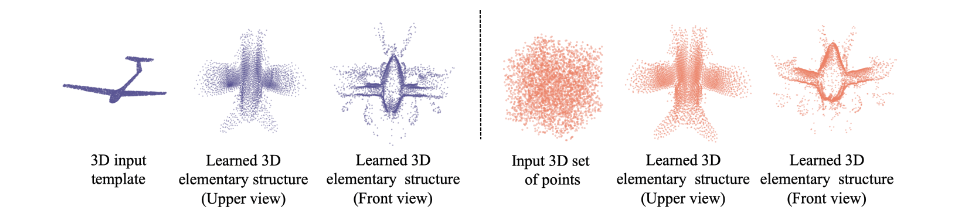 3D input
template
Learned 3D
elementary structure
(Upper view)
Learned 3D
elementary structure
(Front view)
Input 3D set
of points
Learned 3D
elementary structure
(Upper view)
Learned 3D
elementary structure
(Front view)